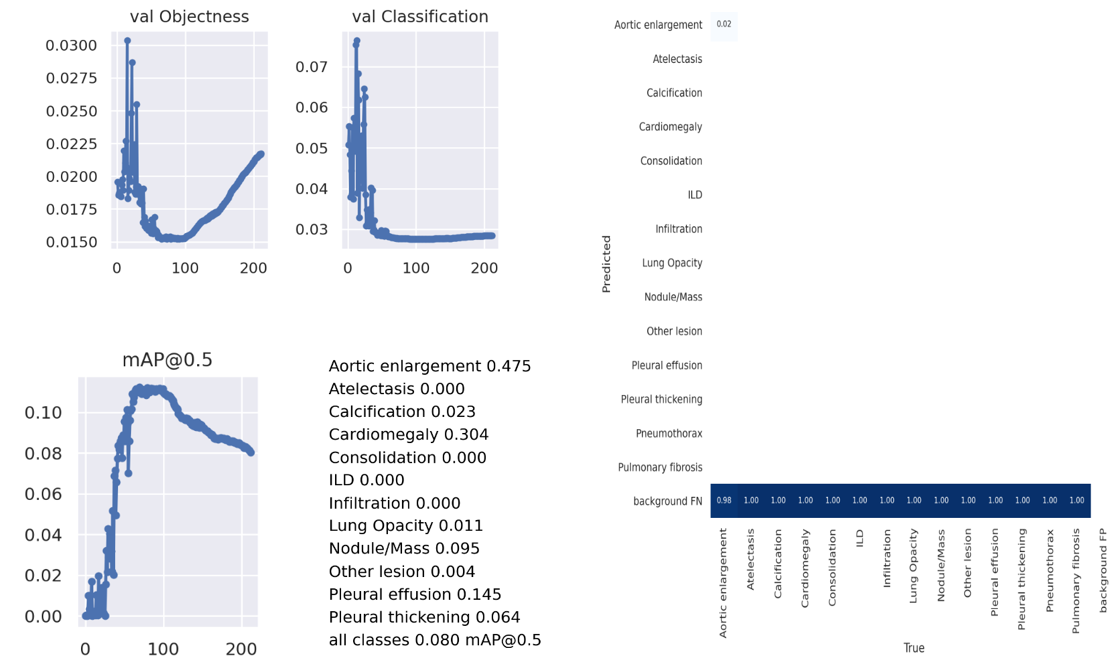 val Objectness
0.0300
0.0275
0.0250
0.0225
0.0200
0.0175
0.0150
0 100 200
val Classification
0.07
0.06
0.05
0.04
0.03
0 100 200
mAP@0.5
0.10
0.08
0.06
0.04
0.02
0.00
0 100 200
Aortic enlargement 0.475
Atelectasis 0.000
Calcification 0.023
Cardiomegaly 0.304
Consolidation 0.000
ILD 0.000
Infiltration 0.000
Lung Opacity 0.011
Nodule/Mass 0.095
Other lesion 0.004
Pleural effusion 0.145
Pleural thickening 0.064
all classes 0.080 mAP@0.5
Predicted
Aortic enlargement 0.02
Atelectasis
Calcification
Cardiomegaly
Consolidation
ILD
Infiltration
Lung Opacity
Nodule/Mass
Other lesion
Pleural effusion
Pleural thickening
Pneumothorax
Pulmonary fibrosis
background FN 0.98 1.00 1.00 1.00 1.00 1.00 1.00 1.00 1.00 1.00 1.00 1.00 1.00 1.00
Aortic enlargement
Atelectasis
Calcification
Cardiomegaly
Consolidation
ILD
Infiltration
Lung Opacity
Nodule/Mass
Other lesion
Pleural effusion
Pleural thickening
Pneumothorax
Pulmonary fibrosis
background FP
True